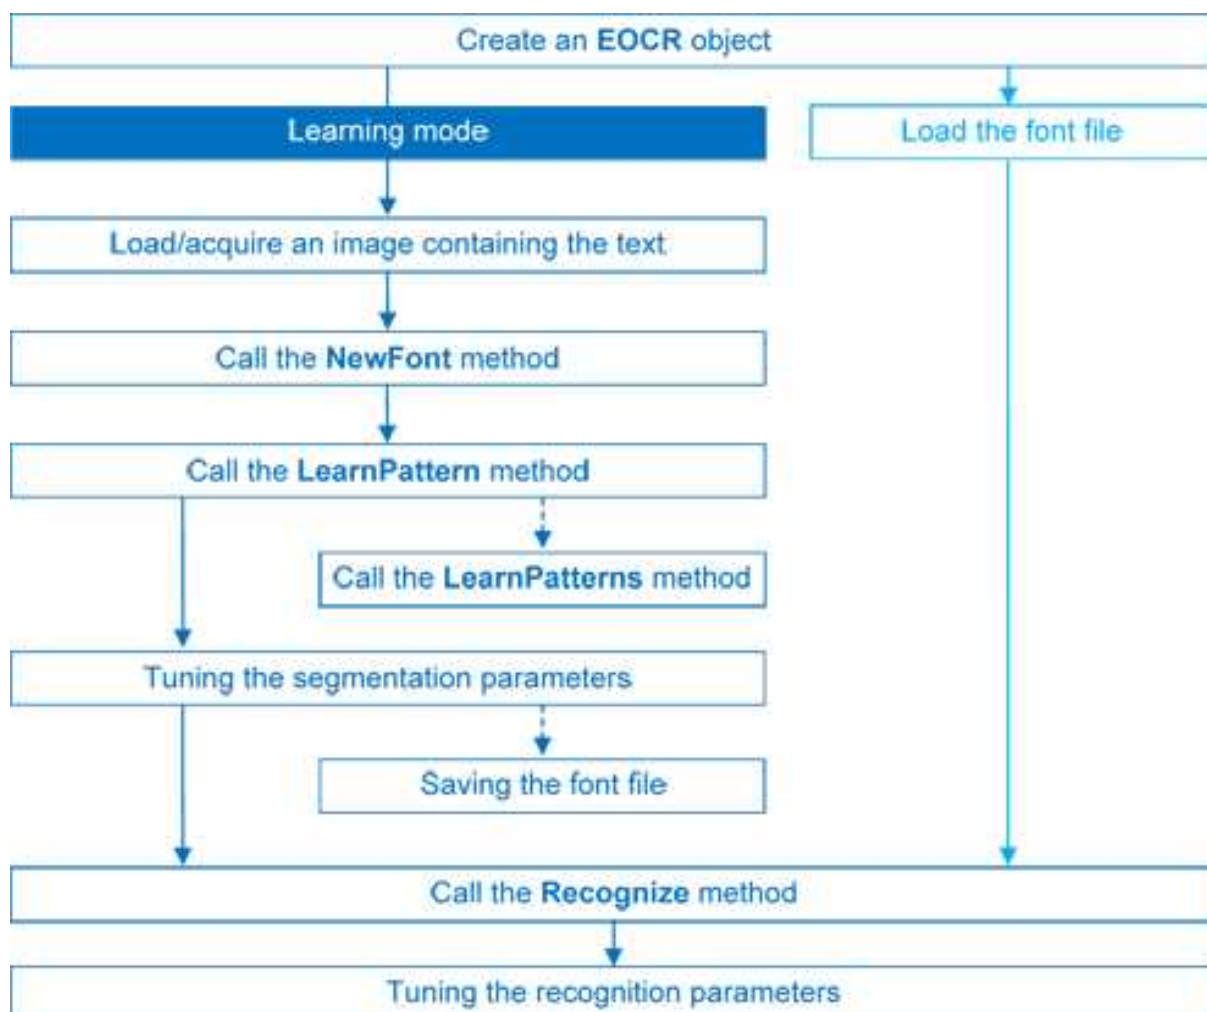 Create an EOCR object
Learning mode
Load the font file
Load/acquire an image containing the text
Call the NewFont method
Call the LearnPattern method
Call the LearnPatterns method
Tuning the segmentation parameters
Saving the font file
Call the Recognize method
Tuning the recognition parameters